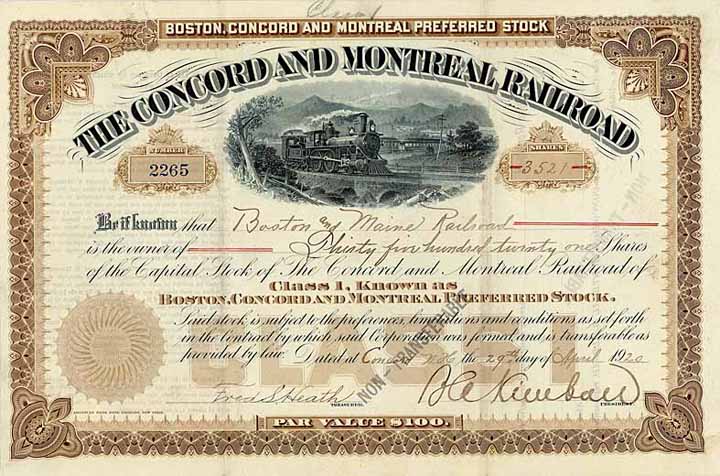 BOSTON, CONCORD AND MONTREAL PREFERRED STOCK
THE CONCORD AND MONTREAL RAILROAD
NUMBER
2265
SHARES
3521
Be it known that Boston and Maine Railroad
is the owner of Thirty five hundred twenty one Shares
of the Capital Stock of The Concord and Montreal Railroad of
Class 1, Known as
Boston, Concord and Montreal Preferred Stock.
Said stock is subject to the preferences, limitations and conditions as set forth
in the contract by which said Corporation was formed, and is transferable as
provided by law. Dated at Concord N.H. the 29th day of April 1920
CLASS 1
NON-TRANSFERABLE
Fred S Heath
TREASURER.
PRESIDENT.
PAR VALUE $100.